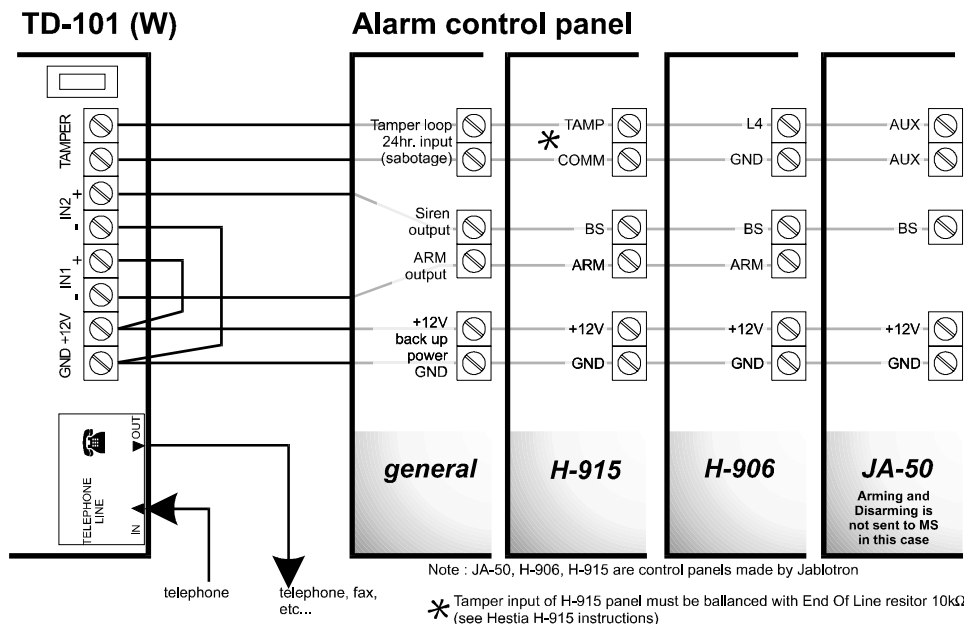 TD-101 (W)
Alarm control panel
TAMPER
IN2
+
-
IN1
+
-
+12V
GND
Tamper loop
24hr. input
(sabotage)
Siren
output
ARM
output
+12V
back up
power
GND
TAMP
*
COMM
BS
ARM
+12V
GND
L4
GND
BS
ARM
+12V
GND
AUX
AUX
BS
+12V
GND
TELEPHONE
LINE
OUT
IN
general
H-915
H-906
JA-50
Arming and
Disarming is
not sent to MS
in this case
telephone
telephone, fax,
etc...
Note : JA-50, H-906, H-915 are control panels made by Jablotron
* Tamper input of H-915 panel must be ballanced with End Of Line resitor 10kΩ
(see Hestia H-915 instructions)